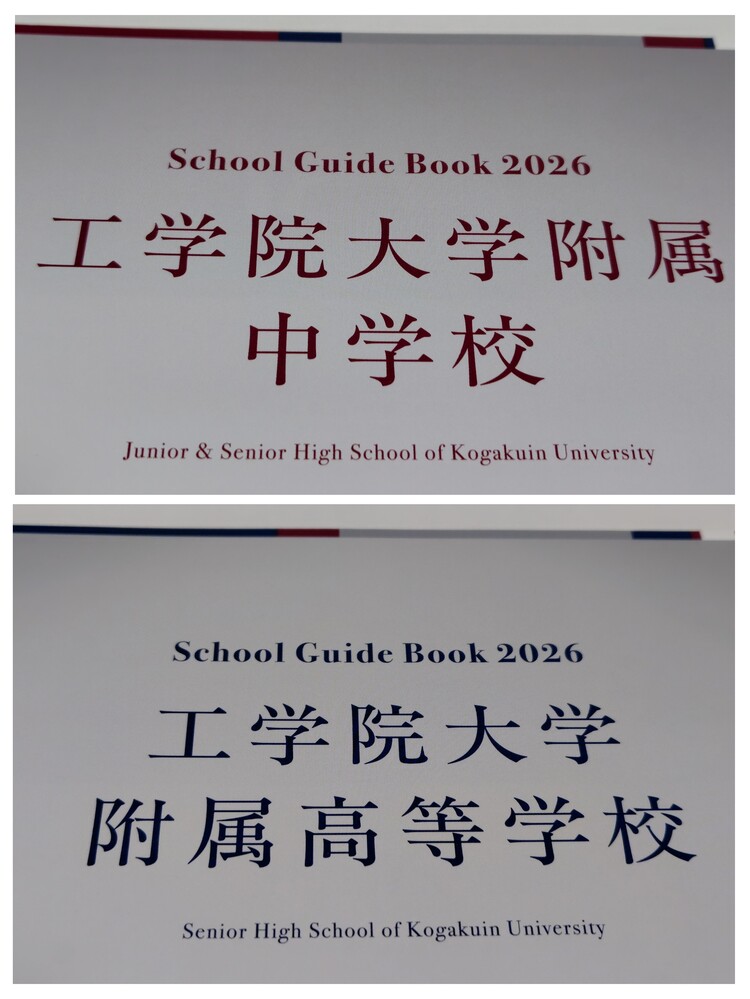 School Guide Book 2026
工学院大学附属
中学校
Junior & Senior High School of Kogakuin University
School Guide Book 2026
工学院大学
附属高等学校
Senior High School of Kogakuin University